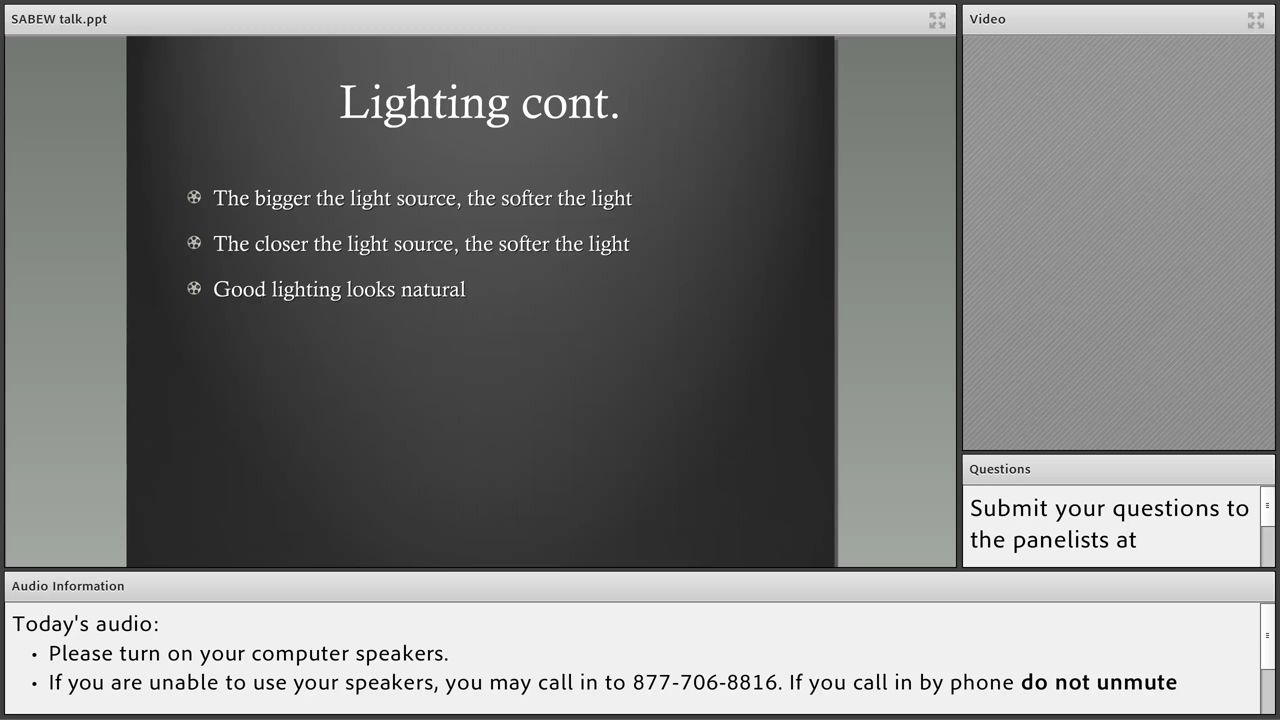 SABEW talk.ppt
Lighting cont.
The bigger the light source, the softer the light
The closer the light source, the softer the light
Good lighting looks natural
Video
Questions
Submit your questions to
the panelists at
Audio Information
Today's audio:
• Please turn on your computer speakers.
• If you are unable to use your speakers, you may call in to 877-706-8816. If you call in by phone do not unmute